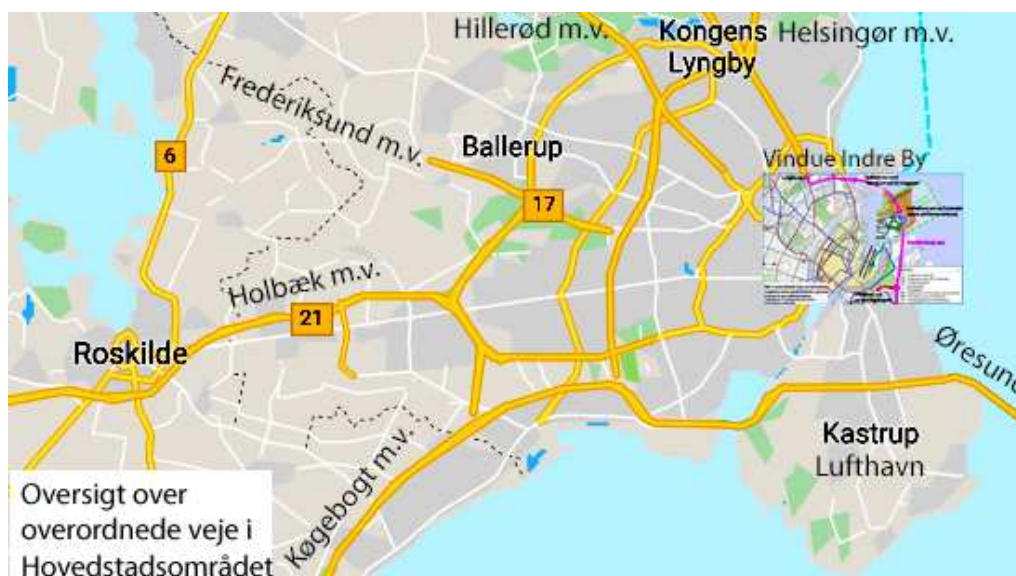 Hillerød m.v.
Kongens
Lyngby
Helsingør m.v.
Frederiksund m.v.
6
Ballerup
Vindue Indre By
17
Holbæk m.v.
21
Roskilde
Øresund
Kastrup
Lufthavn
Køgebogt m.v.
Oversigt over
overordnede veje i
Hovedstadsområdet